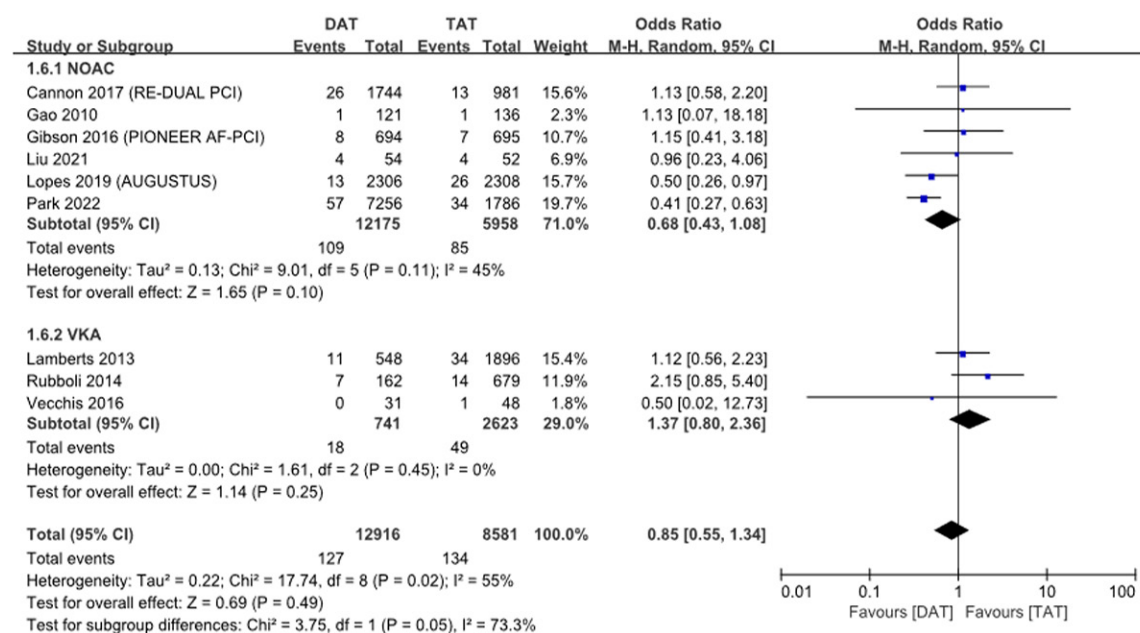 DAT TAT Odds Ratio Odds Ratio
Study or Subgroup Events Total Events Total Weight M-H, Random, 95% CI M-H, Random, 95% CI
1.6.1 NOAC
Cannon 2017 (RE-DUAL PCI) 26 1744 13 981 15.6% 1.13 [0.58, 2.20]
Gao 2010 1 121 1 136 2.3% 1.13 [0.07, 18.18]
Gibson 2016 (PIONEER AF-PCI) 8 694 7 695 10.7% 1.15 [0.41, 3.18]
Liu 2021 4 54 4 52 6.9% 0.96 [0.23, 4.06]
Lopes 2019 (AUGUSTUS) 13 2306 26 2308 15.7% 0.50 [0.26, 0.97]
Park 2022 57 7256 34 1786 19.7% 0.41 [0.27, 0.63]
Subtotal (95% CI) 12175 5958 71.0% 0.68 [0.43, 1.08]
Total events 109 85
Heterogeneity: Tau² = 0.13; Chi² = 9.01, df = 5 (P = 0.11); I² = 45%
Test for overall effect: Z = 1.65 (P = 0.10)
1.6.2 VKA
Lamberts 2013 11 548 34 1896 15.4% 1.12 [0.56, 2.23]
Rubboli 2014 7 162 14 679 11.9% 2.15 [0.85, 5.40]
Vecchis 2016 0 31 1 48 1.8% 0.50 [0.02, 12.73]
Subtotal (95% CI) 741 2623 29.0% 1.37 [0.80, 2.36]
Total events 18 49
Heterogeneity: Tau² = 0.00; Chi² = 1.61, df = 2 (P = 0.45); I² = 0%
Test for overall effect: Z = 1.14 (P = 0.25)
Total (95% CI) 12916 8581 100.0% 0.85 [0.55, 1.34]
Total events 127 134
Heterogeneity: Tau² = 0.22; Chi² = 17.74, df = 8 (P = 0.02); I² = 55%
Test for overall effect: Z = 0.69 (P = 0.49)
Test for subgroup differences: Chi² = 3.75, df = 1 (P = 0.05), I² = 73.3%
0.01 0.1 1 10 100
Favours [DAT] Favours [TAT]